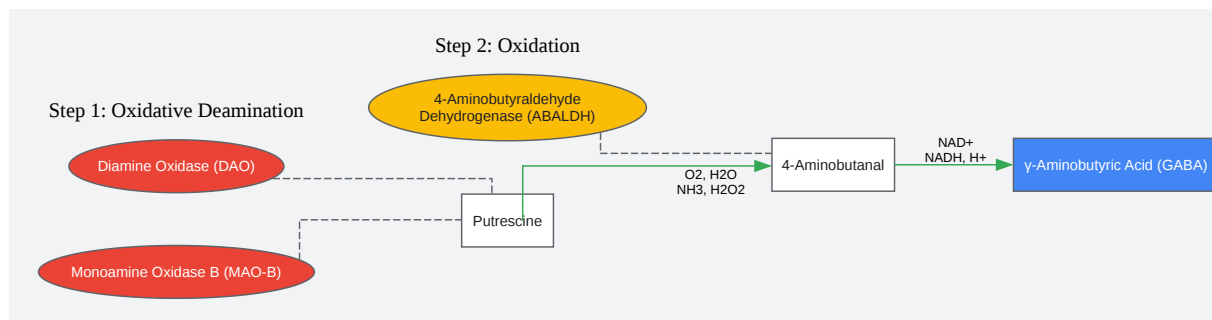 Step 2: Oxidation
4-Aminobutyraldehyde
Dehydrogenase (ABALDH)
Step 1: Oxidative Deamination
Diamine Oxidase (DAO)
Monoamine Oxidase B (MAO-B)
Putrescine
O2, H2O
NH3, H2O2
4-Aminobutanal
NAD+
NADH, H+
γ-Aminobutyric Acid (GABA)